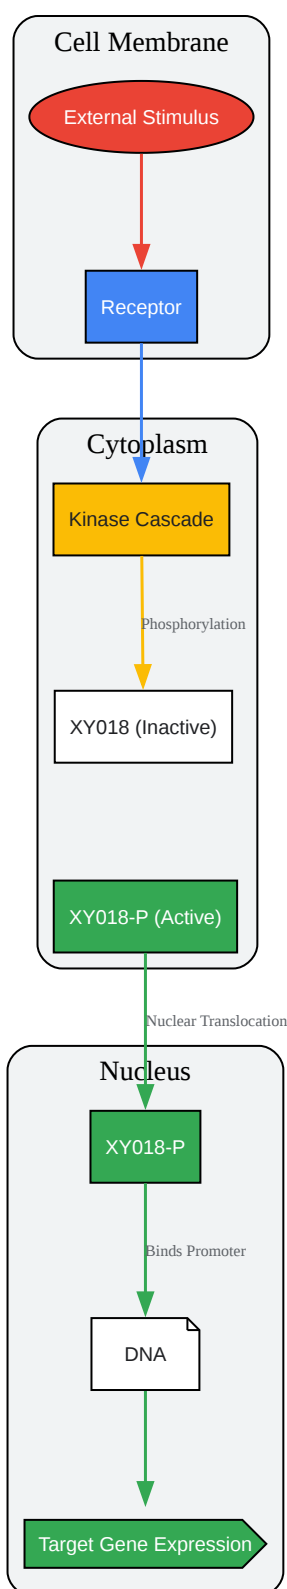 Cell Membrane
External Stimulus
Receptor
Cytoplasm
Kinase Cascade
Phosphorylation
XY018 (Inactive)
XY018-P (Active)
Nuclear Translocation
Nucleus
XY018-P
Binds Promoter
DNA
Target Gene Expression